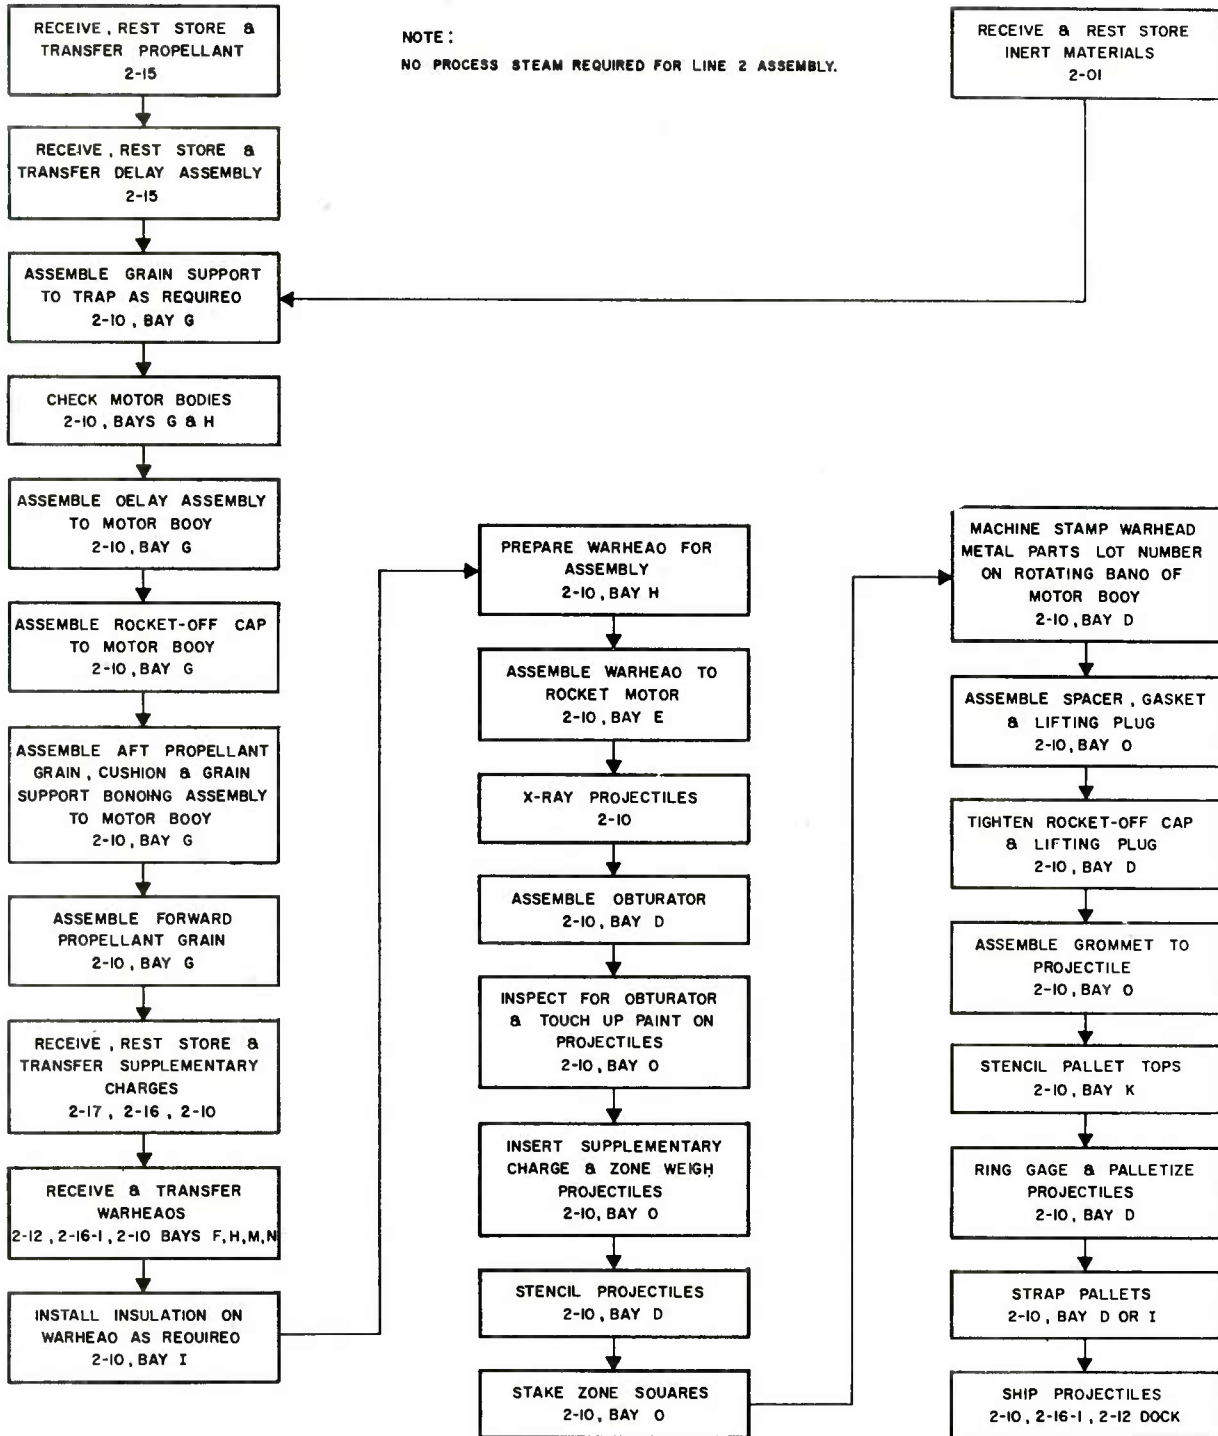 RECEIVE, REST STORE &
TRANSFER PROPELLANT
2-15
NOTE:
NO PROCESS STEAM REQUIRED FOR LINE 2 ASSEMBLY.
RECEIVE & REST STORE
INERT MATERIALS
2-01
RECEIVE, REST STORE &
TRANSFER DELAY ASSEMBLY
2-15
ASSEMBLE GRAIN SUPPORT
TO TRAP AS REQUIREO
2-10, BAY G
CHECK MOTOR BODIES
2-10, BAYS G & H
ASSEMBLE OELAY ASSEMBLY
TO MOTOR BOOY
2-10, BAY G
ASSEMBLE ROCKET-OFF CAP
TO MOTOR BOOY
2-10, BAY G
ASSEMBLE AFT PROPELLANT
GRAIN, CUSHION & GRAIN
SUPPORT BONOING ASSEMBLY
TO MOTOR BOOY
2-10, BAY G
ASSEMBLE FORWARD
PROPELLANT GRAIN
2-10, BAY G
RECEIVE, REST STORE &
TRANSFER SUPPLEMENTARY
CHARGES
2-17, 2-16, 2-10
RECEIVE & TRANSFER
WARHEAOS
2-12, 2-16-1, 2-10 BAYS F,H,M,N
INSTALL INSULATION ON
WARHEAO AS REOUIRED
2-10, BAY I
PREPARE WARHEAO FOR
ASSEMBLY
2-10, BAY H
ASSEMBLE WARHEAO TO
ROCKET MOTOR
2-10, BAY E
X-RAY PROJECTILES
2-10
ASSEMBLE OBTURATOR
2-10, BAY D
INSPECT FOR OBTURATOR
& TOUCH UP PAINT ON
PROJECTILES
2-10, BAY O
INSERT SUPPLEMENTARY
CHARGE & ZONE WEIGH
PROJECTILES
2-10, BAY O
STENCIL PROJECTILES
2-10, BAY D
STAKE ZONE SOUARES
2-10, BAY O
MACHINE STAMP WARHEAD
METAL PARTS LOT NUMBER
ON ROTATING BANO OF
MOTOR BOOY
2-10, BAY D
ASSEMBLE SPACER, GASKET
& LIFTING PLUG
2-10, BAY O
TIGHTEN ROCKET-OFF CAP
& LIFTING PLUG
2-10, BAY D
ASSEMBLE GROMMET TO
PROJECTILE
2-10, BAY O
STENCIL PALLET TOPS
2-10, BAY K
RING GAGE & PALLETIZE
PROJECTILES
2-10, BAY D
STRAP PALLETS
2-10, BAY D OR I
SHIP PROJECTILES
2-10, 2-16-1, 2-12 DOCK